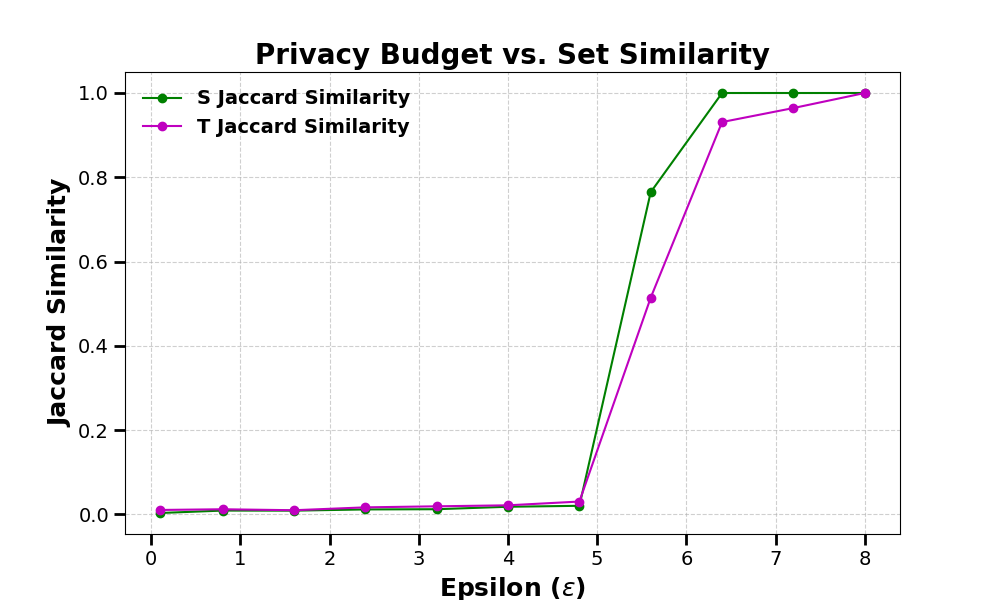 Privacy Budget vs. Set Similarity
S Jaccard Similarity
T Jaccard Similarity
Jaccard Similarity
1.0
0.8
0.6
0.4
0.2
0.0
0 1 2 3 4 5 6 7 8
Epsilon (ε)